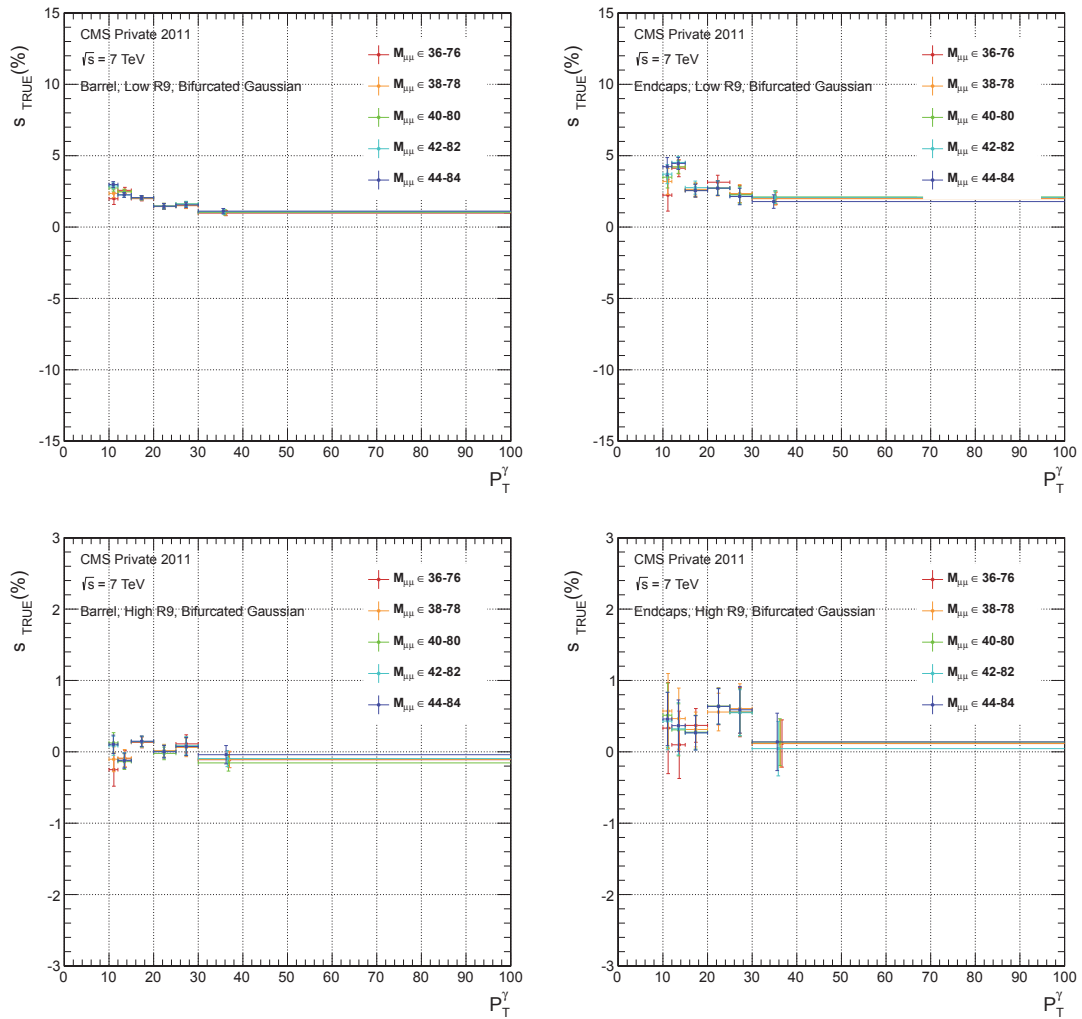 CMS Private 2011
√s = 7 TeV
Barrel, Low R9, Bifurcated Gaussian
M_μμ ∈ 36-76
M_μμ ∈ 38-78
M_μμ ∈ 40-80
M_μμ ∈ 42-82
M_μμ ∈ 44-84
s TRUE (%)
15
10
5
0
-5
-10
-15
0 10 20 30 40 50 60 70 80 90 100
P_T^γ
CMS Private 2011
√s = 7 TeV
Endcaps, Low R9, Bifurcated Gaussian
M_μμ ∈ 36-76
M_μμ ∈ 38-78
M_μμ ∈ 40-80
M_μμ ∈ 42-82
M_μμ ∈ 44-84
s TRUE (%)
15
10
5
0
-5
-10
-15
0 10 20 30 40 50 60 70 80 90 100
P_T^γ
CMS Private 2011
√s = 7 TeV
Barrel, High R9, Bifurcated Gaussian
M_μμ ∈ 36-76
M_μμ ∈ 38-78
M_μμ ∈ 40-80
M_μμ ∈ 42-82
M_μμ ∈ 44-84
s TRUE (%)
3
2
1
0
-1
-2
-3
0 10 20 30 40 50 60 70 80 90 100
P_T^γ
CMS Private 2011
√s = 7 TeV
Endcaps, High R9, Bifurcated Gaussian
M_μμ ∈ 36-76
M_μμ ∈ 38-78
M_μμ ∈ 40-80
M_μμ ∈ 42-82
M_μμ ∈ 44-84
s TRUE (%)
3
2
1
0
-1
-2
-3
0 10 20 30 40 50 60 70 80 90 100
P_T^γ